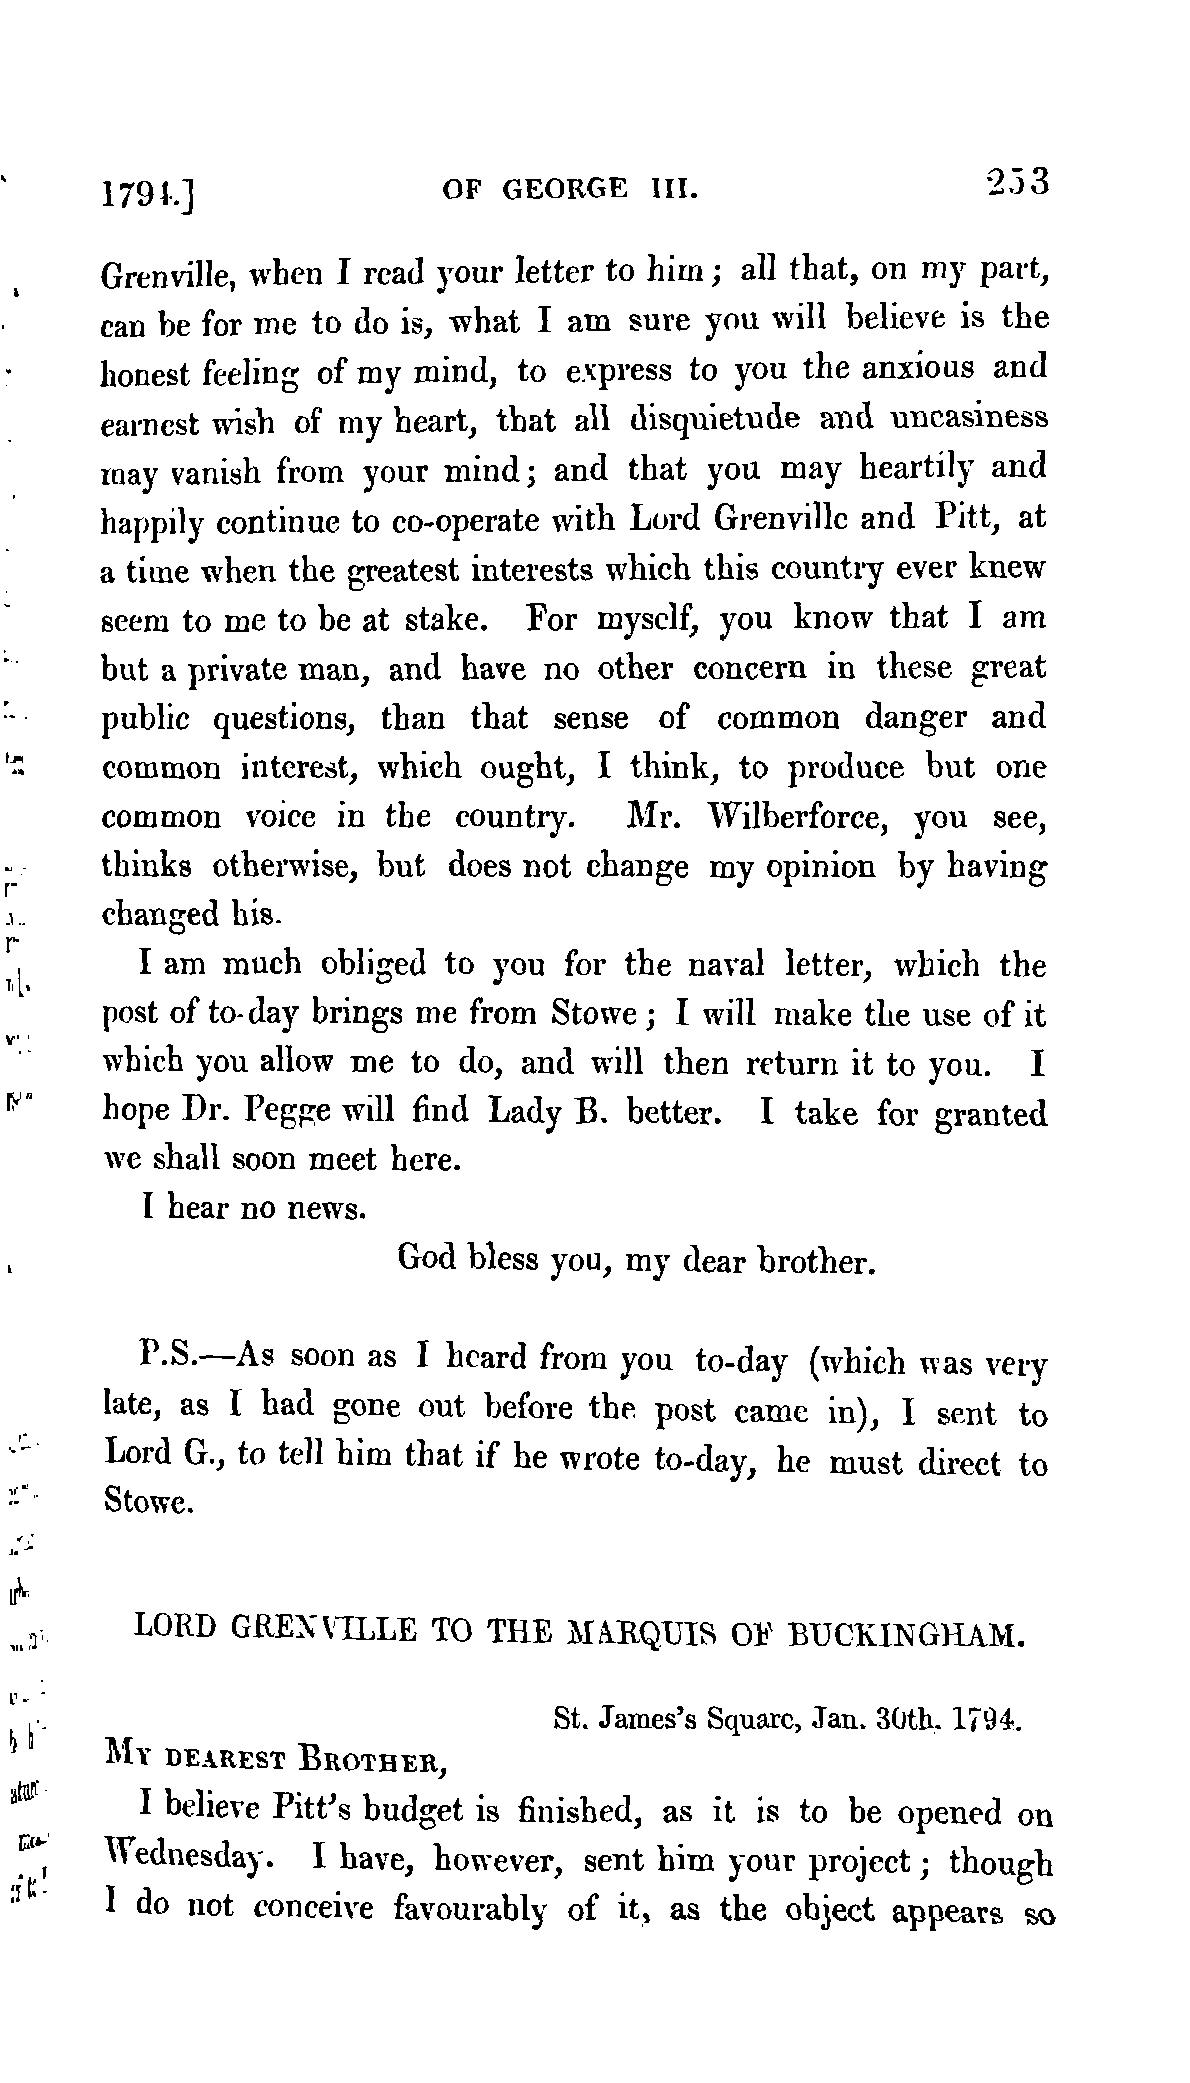 1794.] OF GEORGE III. 253
Grenville, when I read your letter to him; all that, on my part,
can be for me to do is, what I am sure you will believe is the
honest feeling of my mind, to express to you the anxious and
earnest wish of my heart, that all disquietude and uneasiness
may vanish from your mind; and that you may heartily and
happily continue to co-operate with Lord Grenville and Pitt, at
a time when the greatest interests which this country ever knew
seem to me to be at stake. For myself, you know that I am
but a private man, and have no other concern in these great
public questions, than that sense of common danger and
common interest, which ought, I think, to produce but one
common voice in the country. Mr. Wilberforce, you see,
thinks otherwise, but does not change my opinion by having
changed his.
I am much obliged to you for the naval letter, which the
post of to-day brings me from Stowe; I will make the use of it
which you allow me to do, and will then return it to you. I
hope Dr. Pegge will find Lady B. better. I take for granted
we shall soon meet here.
I hear no news.
God bless you, my dear brother.
P.S.—As soon as I heard from you to-day (which was very
late, as I had gone out before the post came in), I sent to
Lord G., to tell him that if he wrote to-day, he must direct to
Stowe.
LORD GRENVILLE TO THE MARQUIS OF BUCKINGHAM.
St. James's Square, Jan. 30th. 1794.
MY DEAREST BROTHER,
I believe Pitt's budget is finished, as it is to be opened on
Wednesday. I have, however, sent him your project; though
I do not conceive favourably of it, as the object appears so